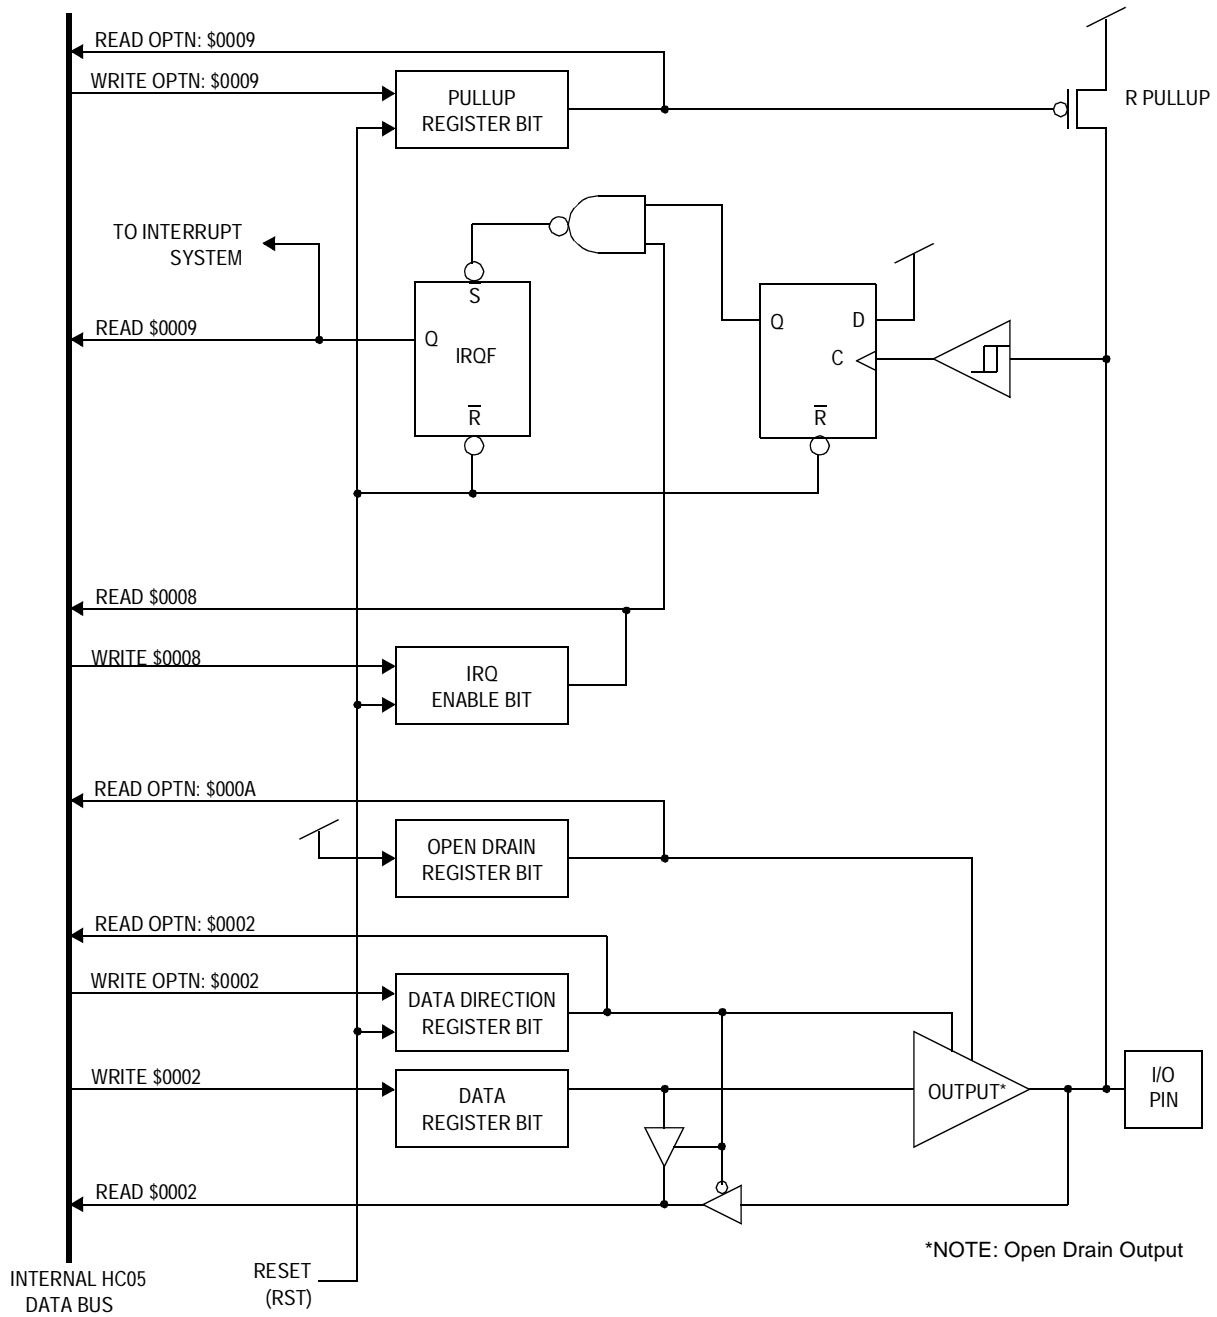 READ OPTN: $0009
WRITE OPTN: $0009
PULLUP
REGISTER BIT
R PULLUP
TO INTERRUPT
SYSTEM
S
Q
D
READ $0009
Q
IRQF
C
R
R
READ $0008
WRITE $0008
IRQ
ENABLE BIT
READ OPTN: $000A
OPEN DRAIN
REGISTER BIT
READ OPTN: $0002
WRITE OPTN: $0002
DATA DIRECTION
REGISTER BIT
WRITE $0002
DATA
REGISTER BIT
OUTPUT*
I/O
PIN
READ $0002
*NOTE: Open Drain Output
INTERNAL HC05
DATA BUS
RESET
(RST)